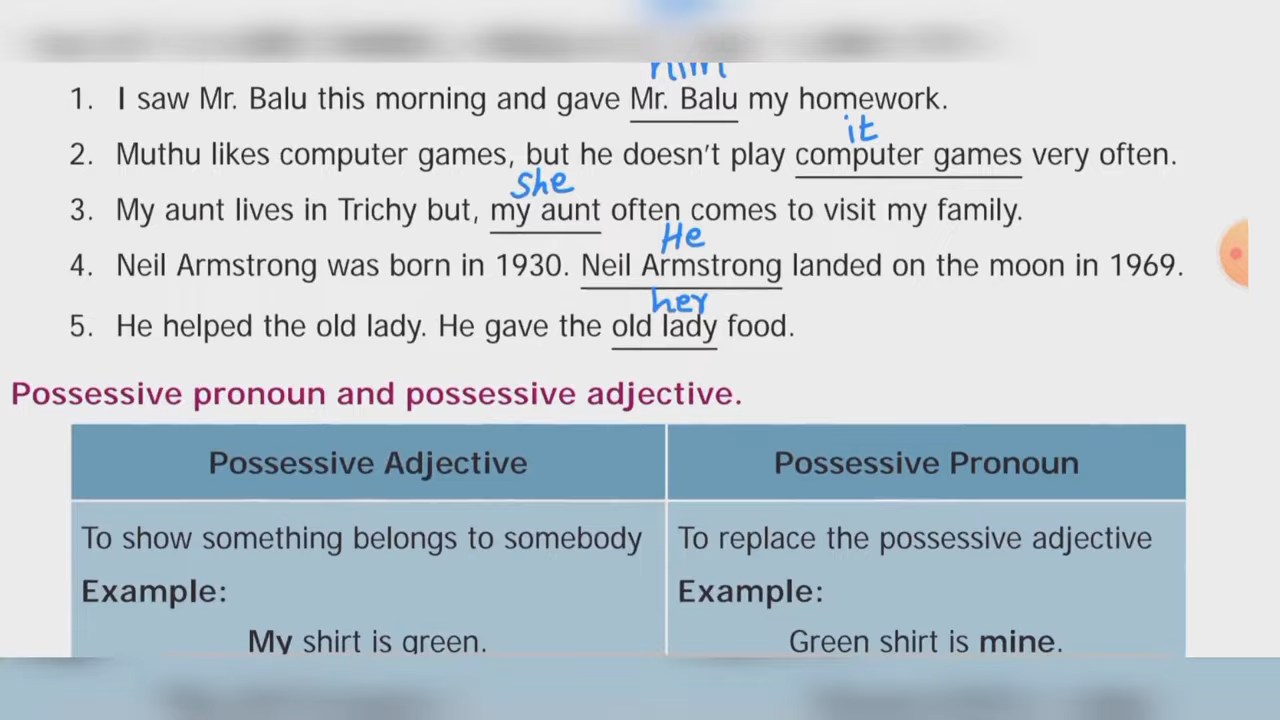 him
1. I saw Mr. Balu this morning and gave Mr. Balu my homework.
it
2. Muthu likes computer games, but he doesn't play computer games very often.
she
3. My aunt lives in Trichy but, my aunt often comes to visit my family.
He
4. Neil Armstrong was born in 1930. Neil Armstrong landed on the moon in 1969.
her
5. He helped the old lady. He gave the old lady food.
Possessive pronoun and possessive adjective.
Possessive Adjective Possessive Pronoun
To show something belongs to somebody To replace the possessive adjective
Example: Example:
My shirt is green. Green shirt is mine.